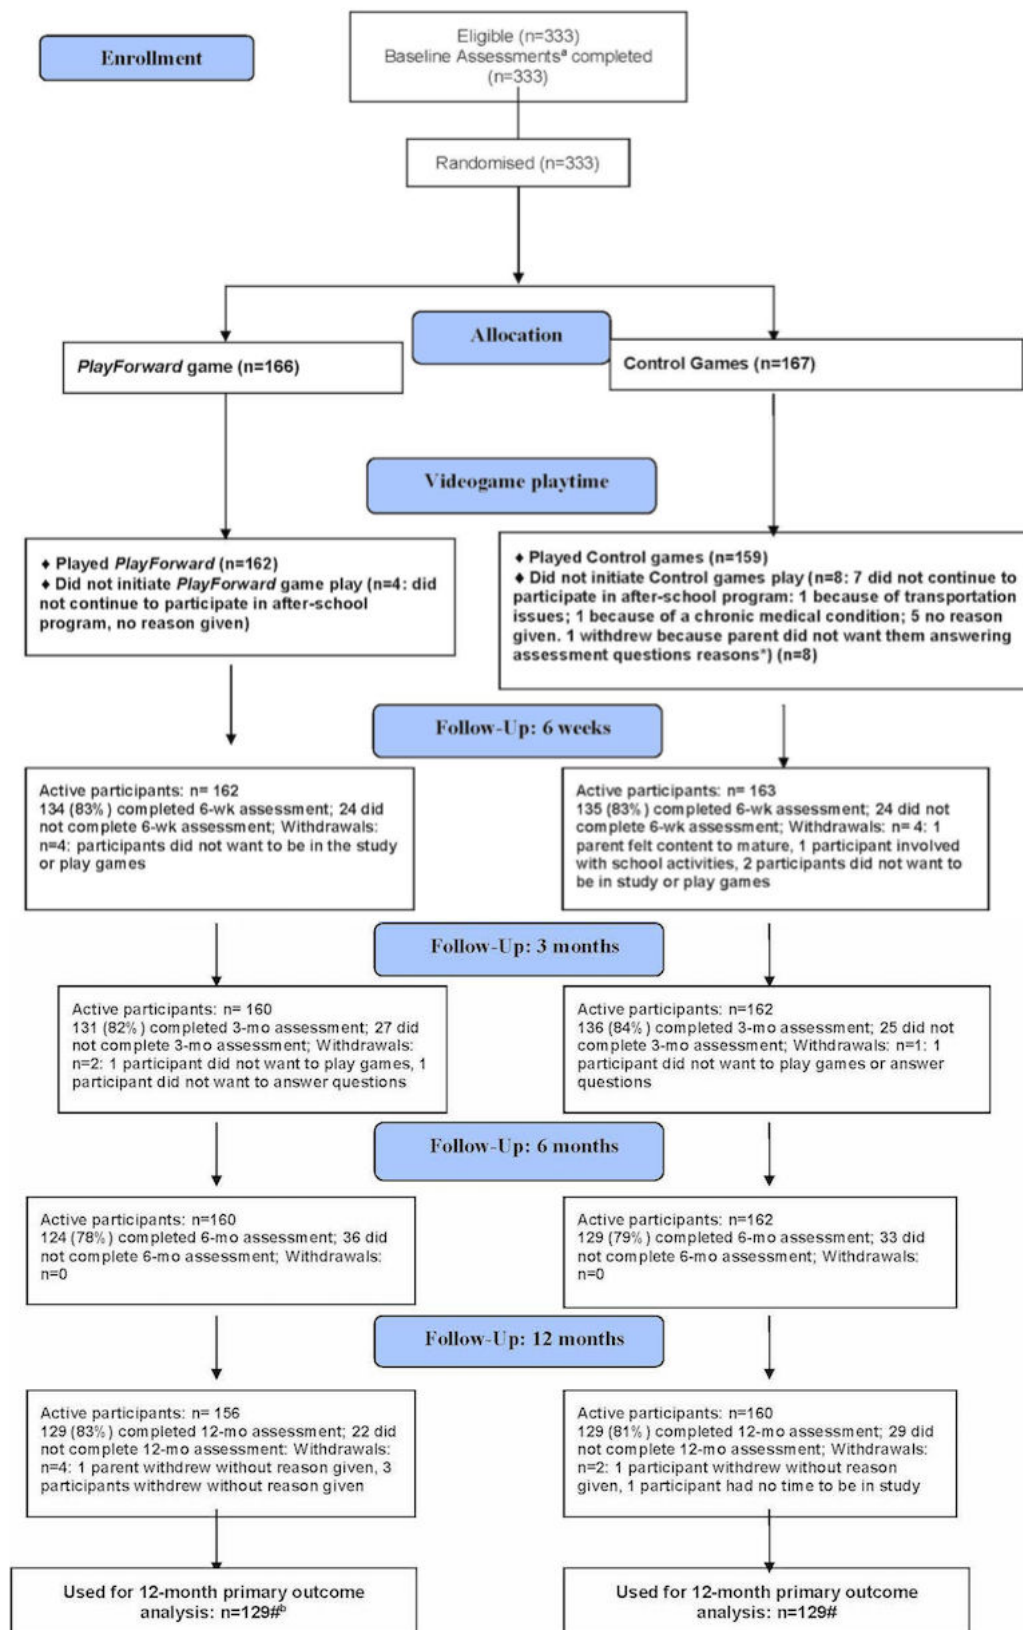 Enrollment
Eligible (n=333)
Baseline Assessmentsª completed
(n=333)
Randomised (n=333)
Allocation
PlayForward game (n=166)
Control Games (n=167)
Videogame playtime
♦ Played PlayForward (n=162)
♦ Did not initiate PlayForward game play (n=4: did
not continue to participate in after-school
program, no reason given)
♦ Played Control games (n=159)
♦ Did not initiate Control games play (n=8: 7 did not continue to
participate in after-school program: 1 because of transportation
issues; 1 because of a chronic medical condition; 5 no reason
given. 1 withdrew because parent did not want them answering
assessment questions reasons*) (n=8)
Follow-Up: 6 weeks
Active participants: n= 162
134 (83%) completed 6-wk assessment; 24 did
not complete 6-wk assessment; Withdrawals:
n=4: participants did not want to be in the study
or play games
Active participants: n= 163
135 (83%) completed 6-wk assessment; 24 did not
complete 6-wk assessment; Withdrawals: n= 4: 1
parent felt content to mature, 1 participant involved
with school activities, 2 participants did not want to
be in study or play games
Follow-Up: 3 months
Active participants: n= 160
131 (82%) completed 3-mo assessment; 27 did
not complete 3-mo assessment; Withdrawals:
n=2: 1 participant did not want to play games, 1
participant did not want to answer questions
Active participants: n=162
136 (84%) completed 3-mo assessment; 25 did not
complete 3-mo assessment; Withdrawals: n=1: 1
participant did not want to play games or answer
questions
Follow-Up: 6 months
Active participants: n=160
124 (78%) completed 6-mo assessment; 36 did
not complete 6-mo assessment; Withdrawals:
n=0
Active participants: n=162
129 (79%) completed 6-mo assessment; 33 did
not complete 6-mo assessment; Withdrawals:
n=0
Follow-Up: 12 months
Active participants: n= 156
129 (83%) completed 12-mo assessment; 22 did
not complete 12-mo assessment: Withdrawals:
n=4: 1 parent withdrew without reason given, 3
participants withdrew without reason given
Active participants: n=160
129 (81%) completed 12-mo assessment; 29 did
not complete 12-mo assessment; Withdrawals:
n=2: 1 participant withdrew without reason
given, 1 participant had no time to be in study
Used for 12-month primary outcome
analysis: n=129#ᵇ
Used for 12-month primary outcome
analysis: n=129#